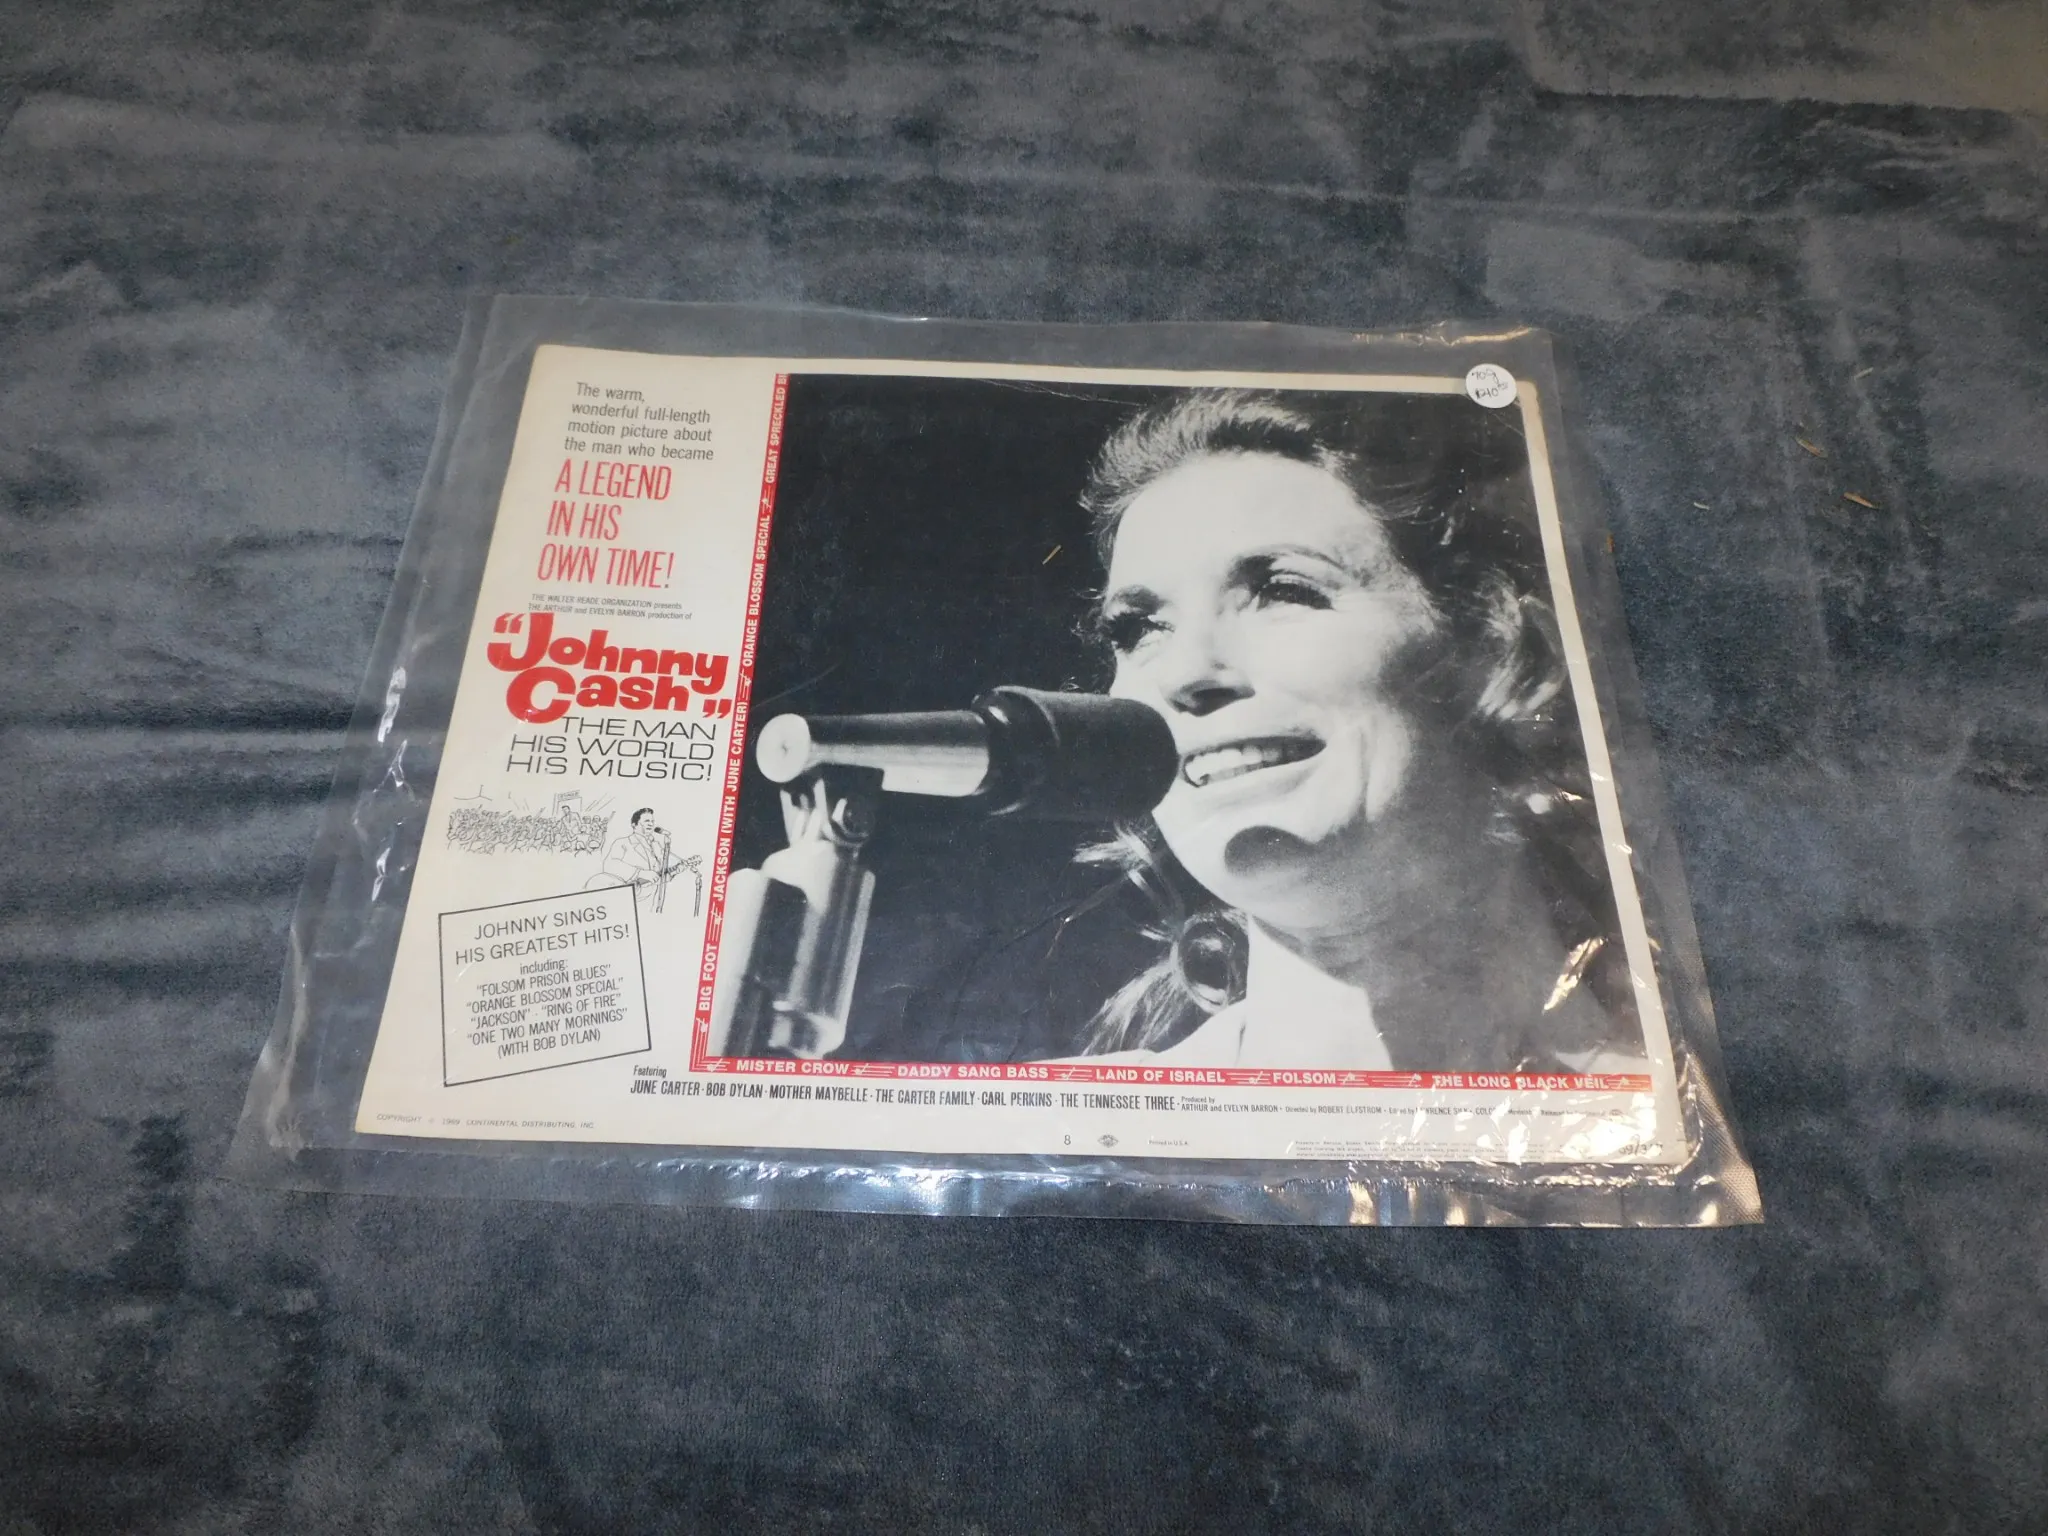 The warm,
wonderful full-length
motion picture about
the man who became
A LEGEND
IN HIS
OWN TIME!
THE WALTER READE ORGANIZATION presents
THE ARTHUR and EVELYN BARRON production of
"Johnny
Cash"
THE MAN
HIS WORLD
HIS MUSIC!
JOHNNY SINGS
HIS GREATEST HITS!
including:
"FOLSOM PRISON BLUES"
"ORANGE BLOSSOM SPECIAL"
"JACKSON" · "RING OF FIRE"
"ONE TWO MANY MORNINGS"
(WITH BOB DYLAN)
BIG FOOT JACKSON (WITH JUNE CARTER) ORANGE BLOSSOM SPECIAL GREAT SPRECKLED
MISTER CROW DADDY SANG BASS LAND OF ISRAEL FOLSOM THE LONG BLACK VEIL
Featuring
JUNE CARTER · BOB DYLAN · MOTHER MAYBELLE · THE CARTER FAMILY · CARL PERKINS · THE TENNESSEE THREE ·
Produced by
ARTHUR and EVELYN BARRON · Directed by ROBERT ELFSTROM · Edited by
COPYRIGHT © 1969 CONTINENTAL DISTRIBUTING, INC.
8
Printed in U.S.A.